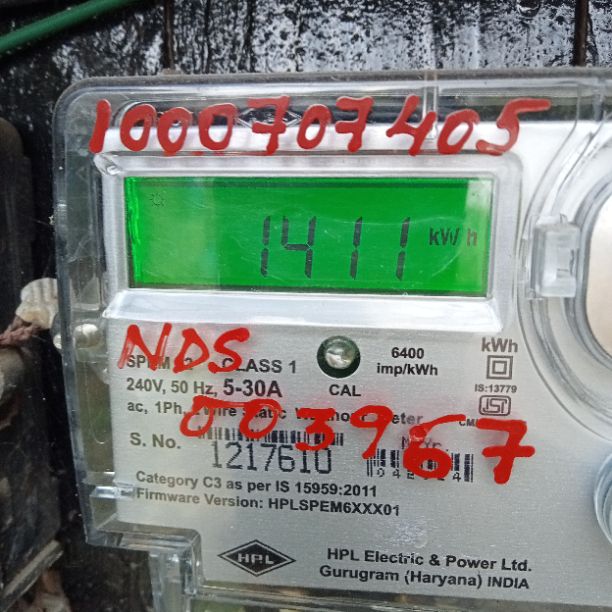 1000707405
1411 kWh
NDS
CLASS 1
6400
imp/kWh
kWh
240V, 50 Hz, 5-30A
CAL
IS:13779
ISI
ac, 1Ph,
003967
S. No.
1217610
Category C3 as per IS 15959:2011
Firmware Version: HPLSPEM6XXX01
HPL
HPL Electric & Power Ltd.
Gurugram (Haryana) INDIA